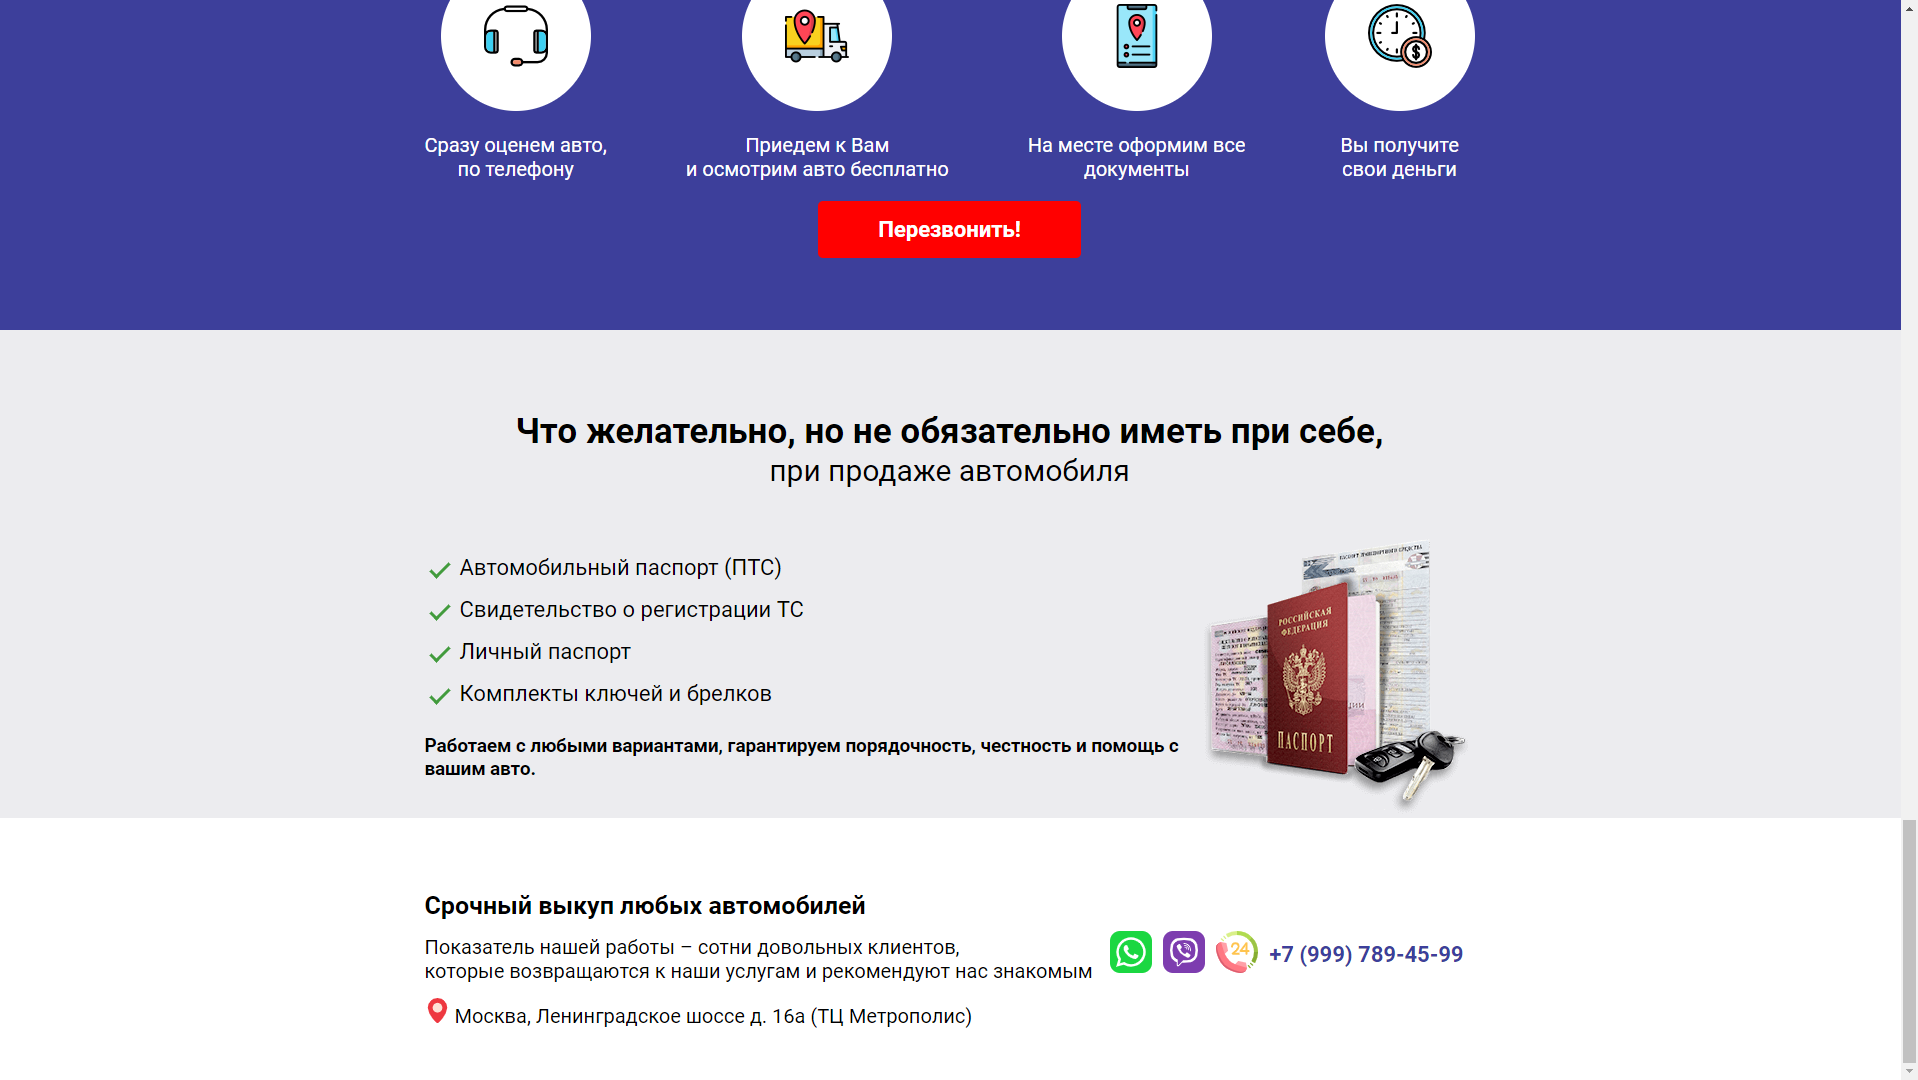 Сразу оценем авто,
по телефону
Приедем к Вам
и осмотрим авто бесплатно
На месте оформим все
документы
Вы получите
свои деньги
Перезвонить!
Что желательно, но не обязательно иметь при себе,
при продаже автомобиля
Автомобильный паспорт (ПТС)
Свидетельство о регистрации ТС
Личный паспорт
Комплекты ключей и брелков
Работаем с любыми вариантами, гарантируем порядочность, честность и помощь с
вашим авто.
ПАСПОРТ ТРАНСПОРТНОГО СРЕДСТВА
РОССИЙСКАЯ
ФЕДЕРАЦИЯ
ПАСПОРТ
Срочный выкуп любых автомобилей
Показатель нашей работы – сотни довольных клиентов,
которые возвращаются к наши услугам и рекомендуют нас знакомым
24
+7 (999) 789-45-99
Москва, Ленинградское шоссе д. 16а (ТЦ Метрополис)